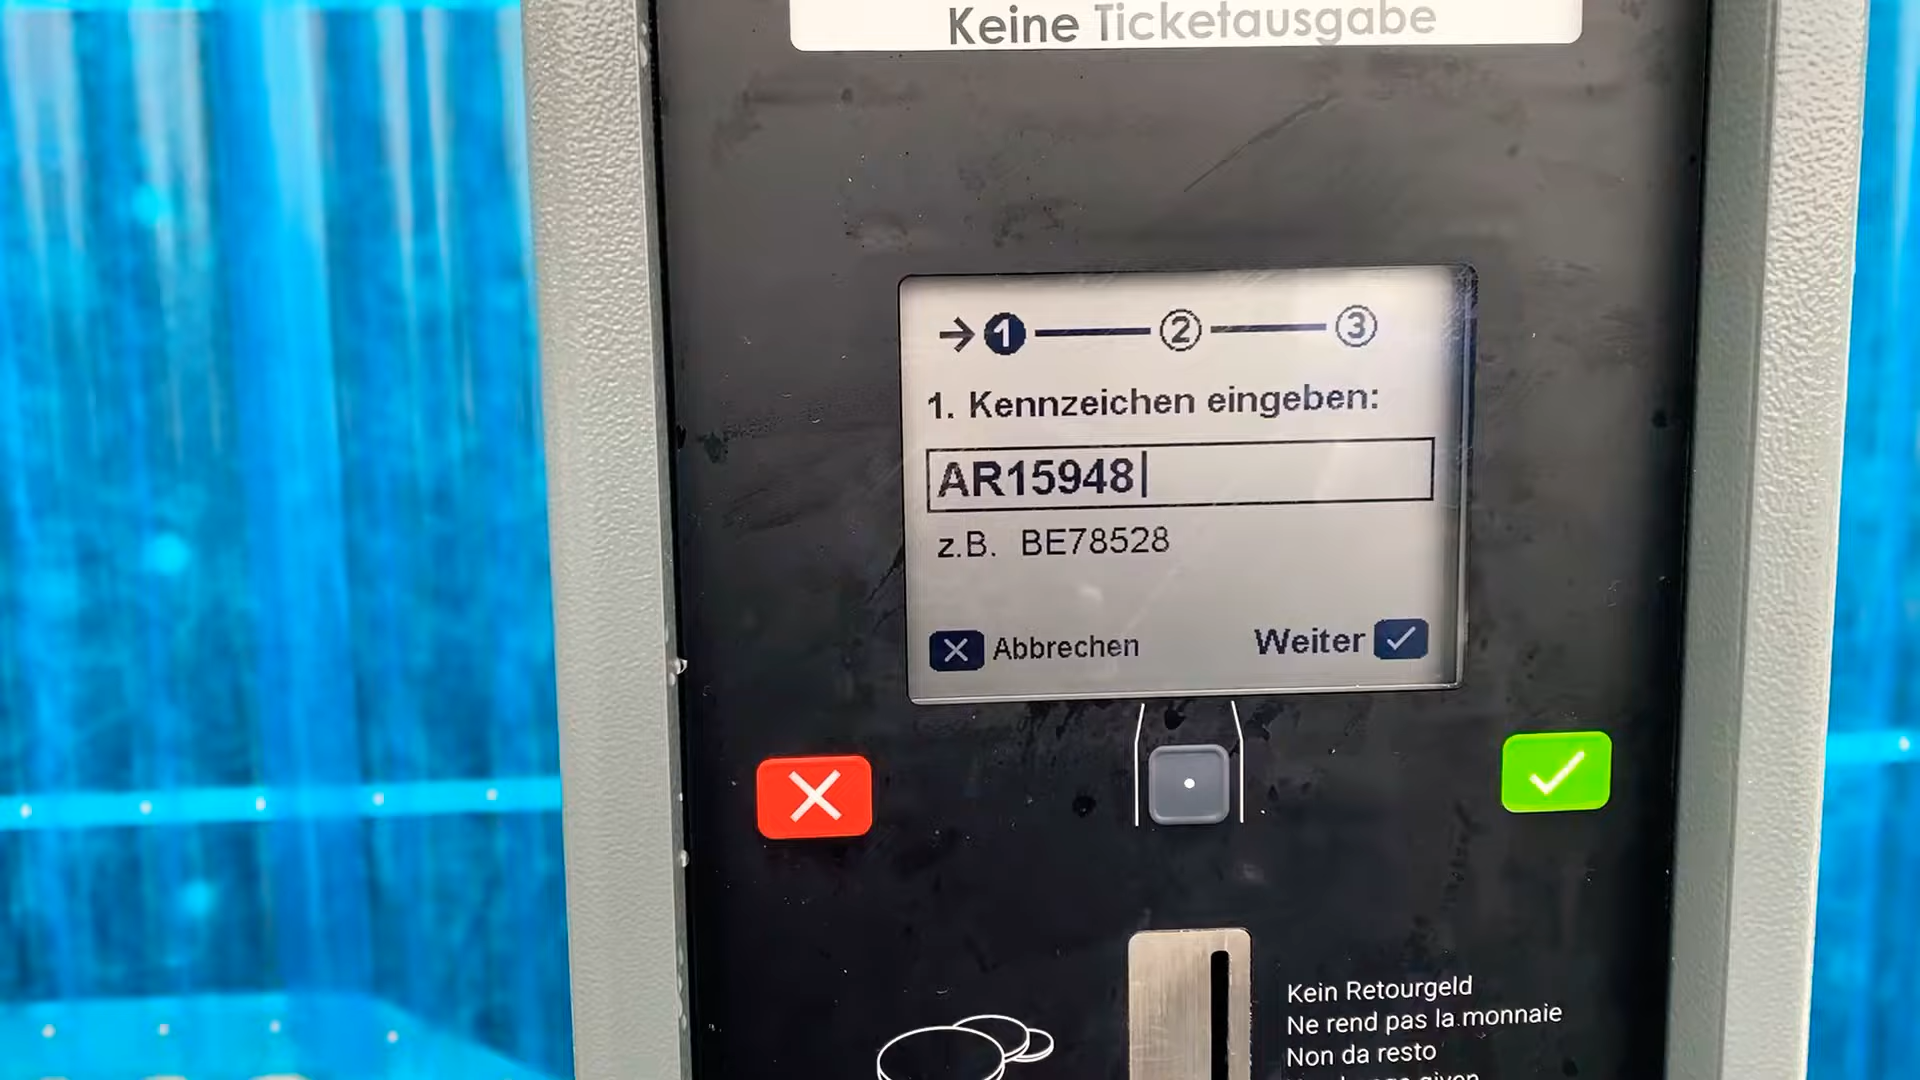 Keine Ticketausgabe
1 2 3
1. Kennzeichen eingeben:
AR15948
z.B. BE78528
Abbrechen Weiter
Kein Retourgeld
Ne rend pas la monnaie
Non da resto